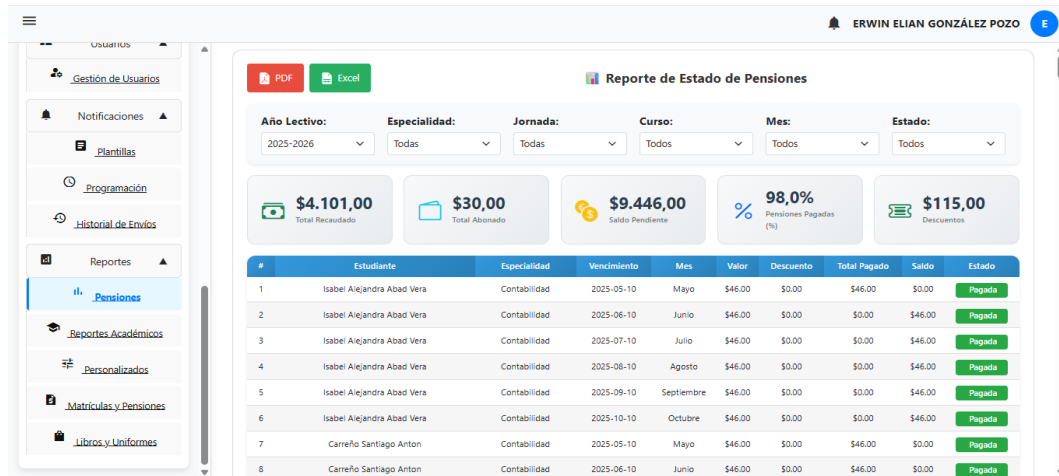 ERWIN ELIAN GONZÁLEZ POZO E
Usuarios ▲
Gestión de Usuarios
Notificaciones ▲
Plantillas
Programación
Historial de Envíos
Reportes ▲
Pensiones
Reportes Académicos
Personalizados
Matrículas y Pensiones
Libros y Uniformes
PDF Excel Reporte de Estado de Pensiones
Año Lectivo: Especialidad: Jornada: Curso: Mes: Estado:
2025-2026 Todas Todas Todos Todos Todos
$4.101,00
Total Recaudado
$30,00
Total Abonado
$9.446,00
Saldo Pendiente
98,0%
Pensiones Pagadas
(%)
$115,00
Descuentos
# Estudiante Especialidad Vencimiento Mes Valor Descuento Total Pagado Saldo Estado
1 Isabel Alejandra Abad Vera Contabilidad 2025-05-10 Mayo $46.00 $0.00 $46.00 $0.00 Pagada
2 Isabel Alejandra Abad Vera Contabilidad 2025-06-10 Junio $46.00 $0.00 $0.00 $46.00 Pagada
3 Isabel Alejandra Abad Vera Contabilidad 2025-07-10 Julio $46.00 $0.00 $0.00 $46.00 Pagada
4 Isabel Alejandra Abad Vera Contabilidad 2025-08-10 Agosto $46.00 $0.00 $0.00 $46.00 Pagada
5 Isabel Alejandra Abad Vera Contabilidad 2025-09-10 Septiembre $46.00 $0.00 $0.00 $46.00 Pagada
6 Isabel Alejandra Abad Vera Contabilidad 2025-10-10 Octubre $46.00 $0.00 $0.00 $46.00 Pagada
7 Carreño Santiago Anton Contabilidad 2025-05-10 Mayo $46.00 $0.00 $46.00 $0.00 Pagada
8 Carreño Santiago Anton Contabilidad 2025-06-10 Junio $46.00 $0.00 $46.00 $0.00 Pagada